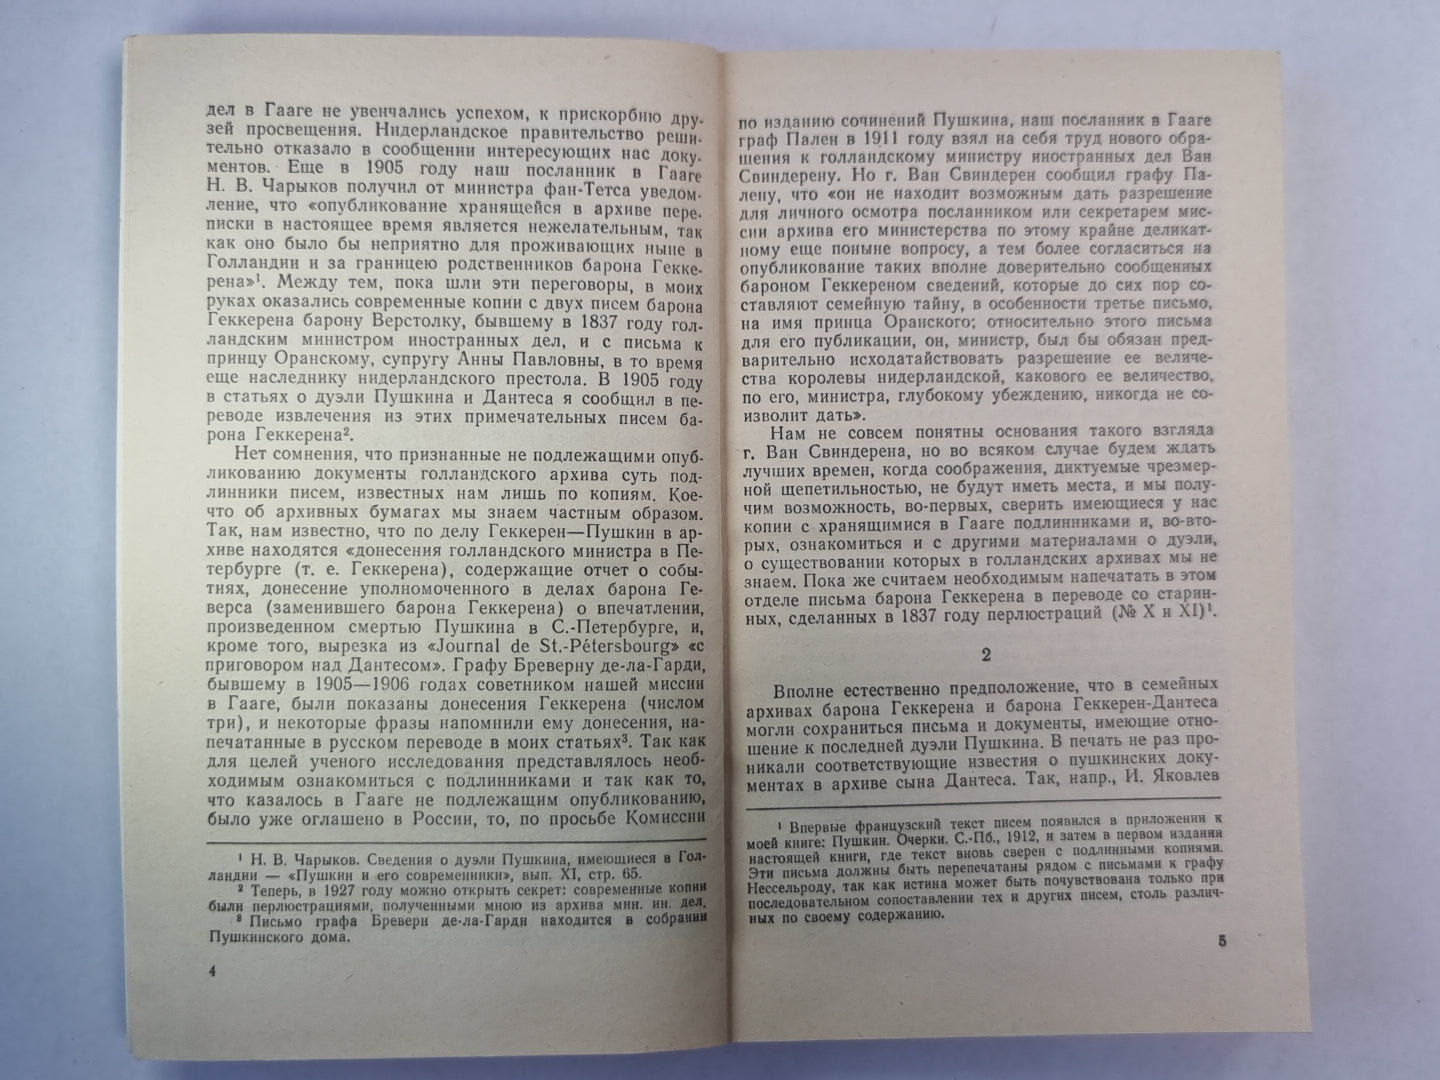 дел в Гааге не увенчались успехом, к прискорбию дру-
зей просвещения. Нидерландское правительство реши-
тельно отказало в сообщении интересующих нас доку-
ментов. Еще в 1905 году наш посланник в Гааге
Н. В. Чарыков получил от министра фан-Тетса уведом-
ление, что «опубликование хранящейся в архиве пере-
писки в настоящее время является нежелательным, так
как оно было бы неприятно для проживающих ныне в
Голландии и за границею родственников барона Гекке-
рена»¹. Между тем, пока шли эти переговоры, в моих
руках оказались современные копии с двух писем барона
Геккерена барону Верстолку, бывшему в 1837 году гол-
ландским министром иностранных дел, и с письма к
принцу Оранскому, супругу Анны Павловны, в то время
еще наследнику нидерландского престола. В 1905 году
в статьях о дуэли Пушкина и Дантеса я сообщил в пе-
реводе извлечения из этих примечательных писем ба-
рона Геккерена².
Нет сомнения, что признанные не подлежащими опуб-
ликованию документы голландского архива суть под-
линники писем, известных нам лишь по копиям. Кое-
что об архивных бумагах мы знаем частным образом.
Так, нам известно, что по делу Геккерен—Пушкин в ар-
хиве находятся «донесения голландского министра в Пе-
тербурге (т. е. Геккерена), содержащие отчет о собы-
тиях, донесение уполномоченного в делах барона Ге-
верса (заменившего барона Геккерена) о впечатлении,
произведенном смертью Пушкина в С.-Петербурге, и,
кроме того, вырезка из «Journal de St.-Pétersbourg» «с
приговором над Дантесом». Графу Бреверну де-ла-Гарди,
бывшему в 1905—1906 годах советником нашей миссии
в Гааге, были показаны донесения Геккерена (числом
три), и некоторые фразы напомнили ему донесения, на-
печатанные в русском переводе в моих статьях³. Так как
для целей ученого исследования представлялось необ-
ходимым ознакомиться с подлинниками и так как то,
что казалось в Гааге не подлежащим опубликованию,
было уже оглашено в России, то, по просьбе Комиссии
¹ Н. В. Чарыков. Сведения о дуэли Пушкина, имеющиеся в Гол-
ландии — «Пушкин и его современники», вып. XI, стр. 65.
² Теперь, в 1927 году можно открыть секрет: современные копии
были перлюстрациями, полученными мною из архива мин. ин. дел.
³ Письмо графа Бреверн де-ла-Гарди находится в собрании
Пушкинского дома.
4
по изданию сочинений Пушкина, наш посланник в Гааге
граф Пален в 1911 году взял на себя труд нового обра-
щения к голландскому министру иностранных дел Ван
Свиндерену. Но г. Ван Свиндерен сообщил графу Па-
лену, что «он не находит возможным дать разрешение
для личного осмотра посланником или секретарем мис-
сии архива его министерства по этому крайне деликат-
ному еще поныне вопросу, а тем более согласиться на
опубликование таких вполне доверительно сообщенных
бароном Геккереном сведений, которые до сих пор со-
ставляют семейную тайну, в особенности третье письмо,
на имя принца Оранского; относительно этого письма
для его публикации, он, министр, был бы обязан пред-
варительно исходатайствовать разрешение ее величе-
ства королевы нидерландской, какового ее величество,
по его, министра, глубокому убеждению, никогда не со-
изволит дать».
Нам не совсем понятны основания такого взгляда
г. Ван Свиндерена, но во всяком случае будем ждать
лучших времен, когда соображения, диктуемые чрезмер-
ной щепетильностью, не будут иметь места, и мы полу-
чим возможность, во-первых, сверить имеющиеся у нас
копии с хранящимися в Гааге подлинниками и, во-вто-
рых, ознакомиться и с другими материалами о дуэли,
о существовании которых в голландских архивах мы не
знаем. Пока же считаем необходимым напечатать в этом
отделе письма барона Геккерена в переводе со старин-
ных, сделанных в 1837 году перлюстраций (№ X и XI)¹.
2
Вполне естественно предположение, что в семейных
архивах барона Геккерена и барона Геккерен-Дантеса
могли сохраниться письма и документы, имеющие отно-
шение к последней дуэли Пушкина. В печать не раз про-
никали соответствующие известия о пушкинских доку-
ментах в архиве сына Дантеса. Так, напр., И. Яковлев
¹ Впервые французский текст писем появился в приложении к
моей книге: Пушкин. Очерки. С.-Пб., 1912, и затем в первом издании
настоящей книги, где текст вновь сверен с подлинными копиями.
Эти письма должны быть перепечатаны рядом с письмами к графу
Нессельроду, так как истина может быть почувствована только при
последовательном сопоставлении тех и других писем, столь различ-
ных по своему содержанию.
5